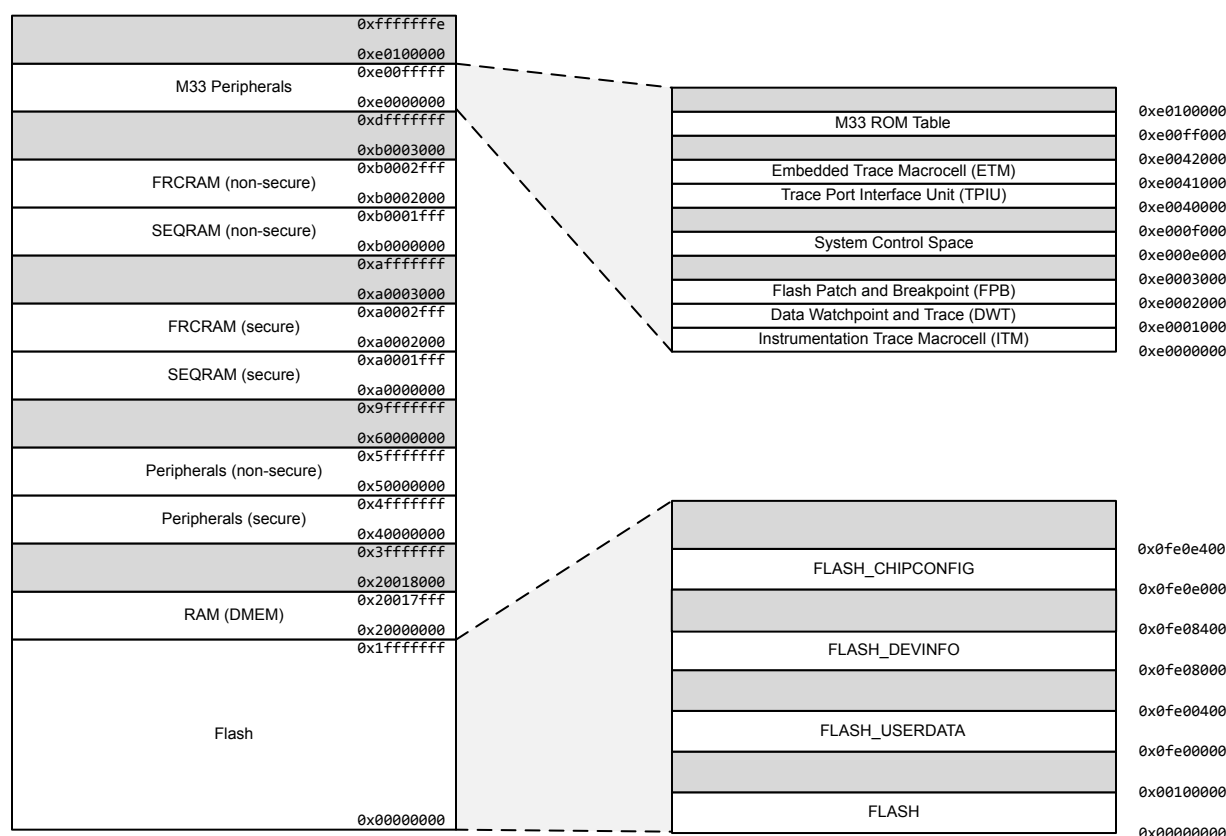 0xfffffffe
0xe0100000
0xe00fffff
M33 Peripherals
0xe0000000
0xdfffffff
0xb0003000
0xb0002fff
FRCRAM (non-secure)
0xb0002000
0xb0001fff
SEQRAM (non-secure)
0xb0000000
0xafffffff
0xa0003000
0xa0002fff
FRCRAM (secure)
0xa0002000
0xa0001fff
SEQRAM (secure)
0xa0000000
0x9fffffff
0x60000000
0x5fffffff
Peripherals (non-secure)
0x50000000
0x4fffffff
Peripherals (secure)
0x40000000
0x3fffffff
0x20018000
0x20017fff
RAM (DMEM)
0x20000000
0x1fffffff
Flash
0x00000000
0xe0100000
M33 ROM Table
0xe00ff000
0xe0042000
Embedded Trace Macrocell (ETM)
0xe0041000
Trace Port Interface Unit (TPIU)
0xe0040000
0xe000f000
System Control Space
0xe000e000
0xe0003000
Flash Patch and Breakpoint (FPB)
0xe0002000
Data Watchpoint and Trace (DWT)
0xe0001000
Instrumentation Trace Macrocell (ITM)
0xe0000000
0x0fe0e400
FLASH_CHIPCONFIG
0x0fe0e000
0x0fe08400
FLASH_DEVINFO
0x0fe08000
0x0fe00400
FLASH_USERDATA
0x0fe00000
0x00100000
FLASH
0x00000000